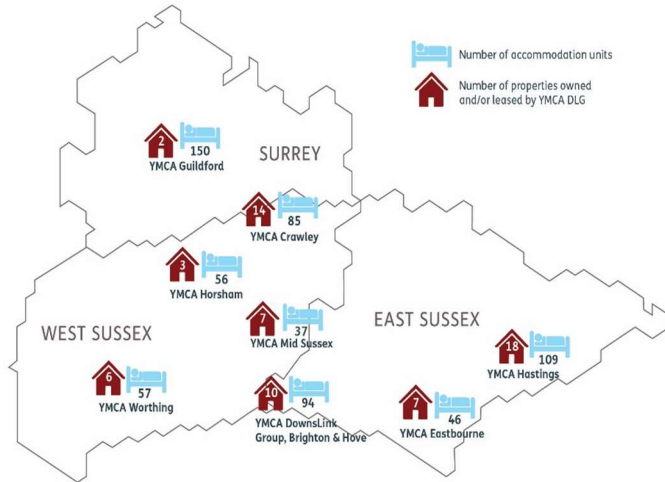 Number of accommodation units
Number of properties owned
and/or leased by YMCA DLG
2
150
YMCA Guildford
SURREY
14
85
YMCA Crawley
3
56
YMCA Horsham
7
37
YMCA Mid Sussex
WEST SUSSEX
EAST SUSSEX
18
109
YMCA Hastings
6
57
YMCA Worthing
10
94
YMCA DownsLink
Group, Brighton & Hove
7
46
YMCA Eastbourne